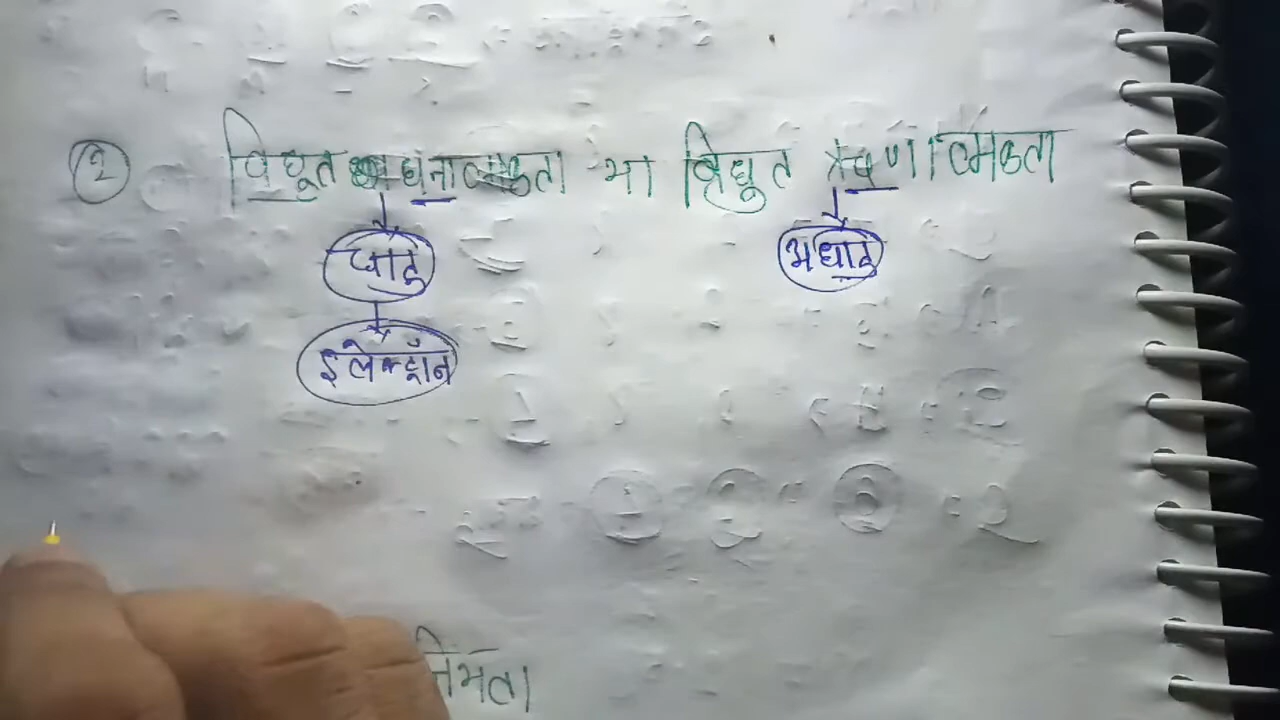 ② विद्युत धनात्मकता या विद्युत ऋणात्मकता
धातु
अधातु
इलेक्ट्रॉन